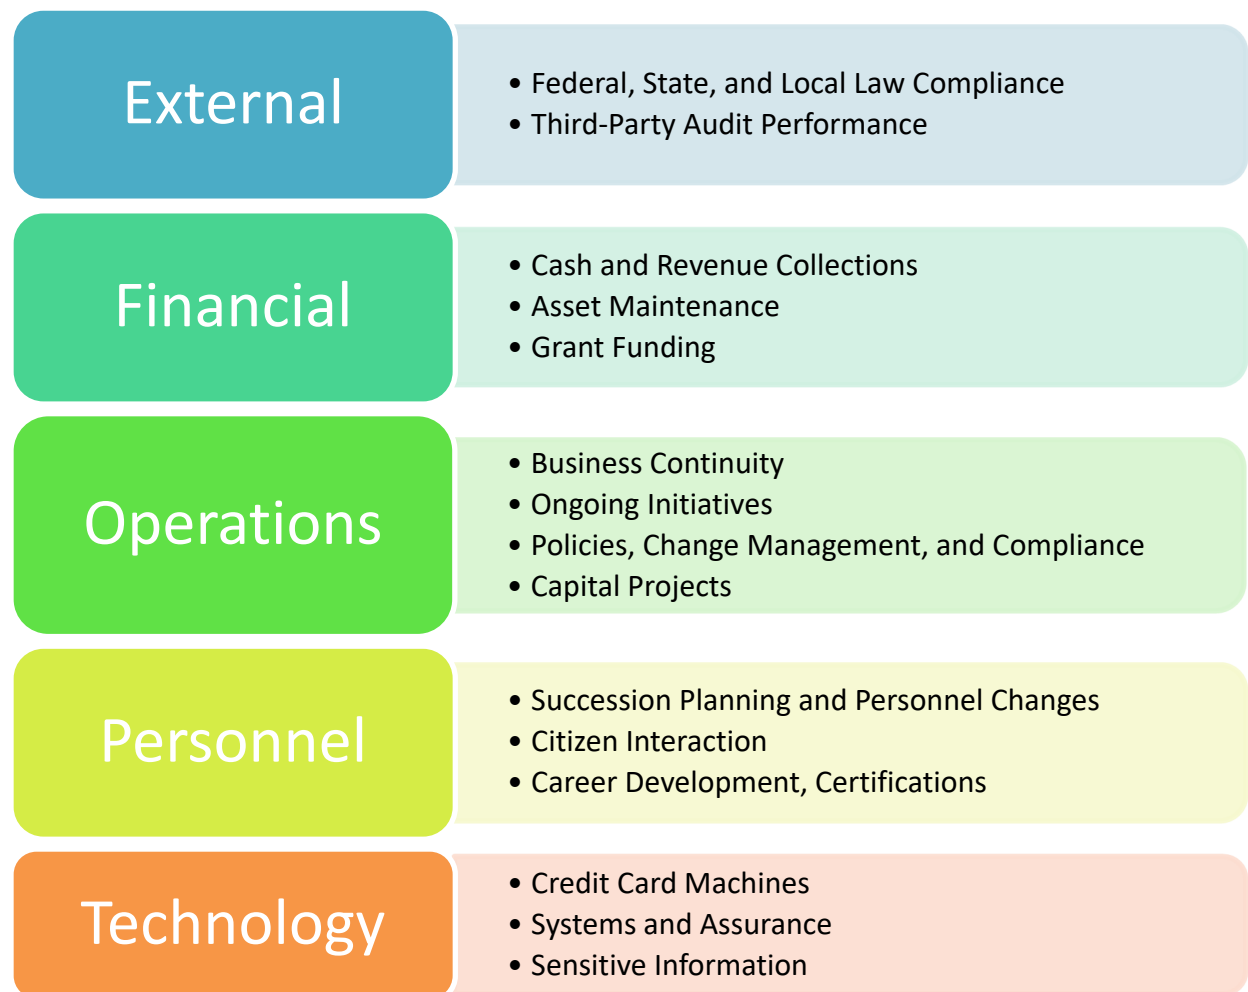 External
• Federal, State, and Local Law Compliance
• Third-Party Audit Performance
Financial
• Cash and Revenue Collections
• Asset Maintenance
• Grant Funding
Operations
• Business Continuity
• Ongoing Initiatives
• Policies, Change Management, and Compliance
• Capital Projects
Personnel
• Succession Planning and Personnel Changes
• Citizen Interaction
• Career Development, Certifications
Technology
• Credit Card Machines
• Systems and Assurance
• Sensitive Information